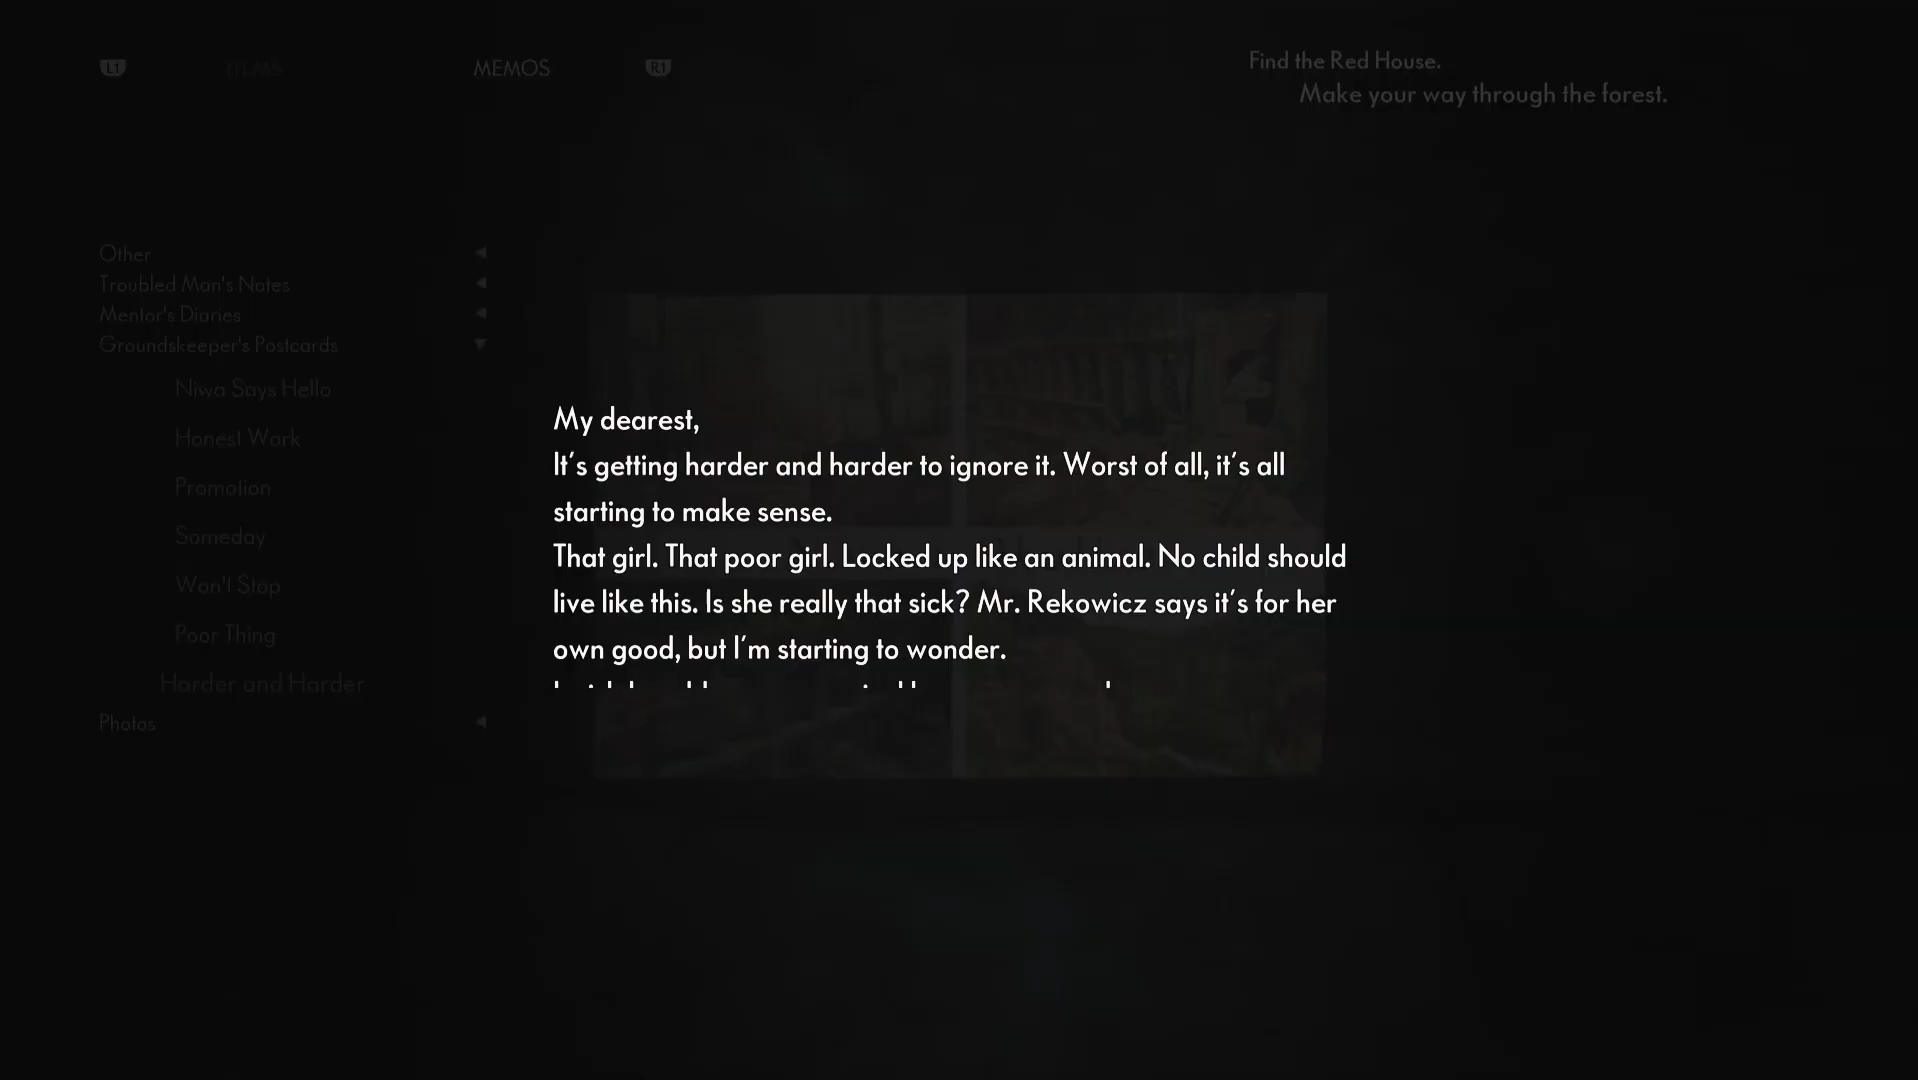 L1
ITEMS
MEMOS
R1
Find the Red House.
Make your way through the forest.
Other
Troubled Man's Notes
Mentor's Diaries
Groundskeeper's Postcards
Niwa Says Hello
Honest Work
Promotion
Someday
Won't Stop
Poor Thing
Harder and Harder
Photos
My dearest,
It's getting harder and harder to ignore it. Worst of all, it's all
starting to make sense.
That girl. That poor girl. Locked up like an animal. No child should
live like this. Is she really that sick? Mr. Rekowicz says it's for her
own good, but I'm starting to wonder.